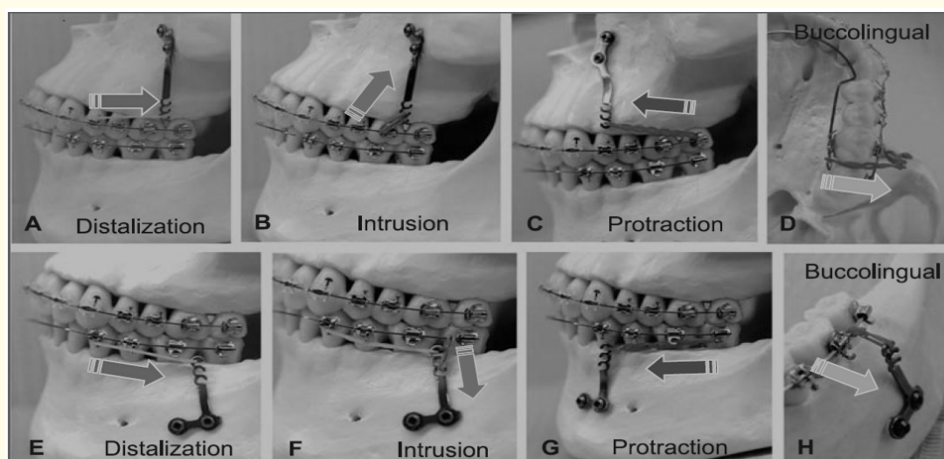 Buccolingual
A Distalization
B Intrusion
C Protraction
D
Buccolingual
E Distalization
F Intrusion
G Protraction
H